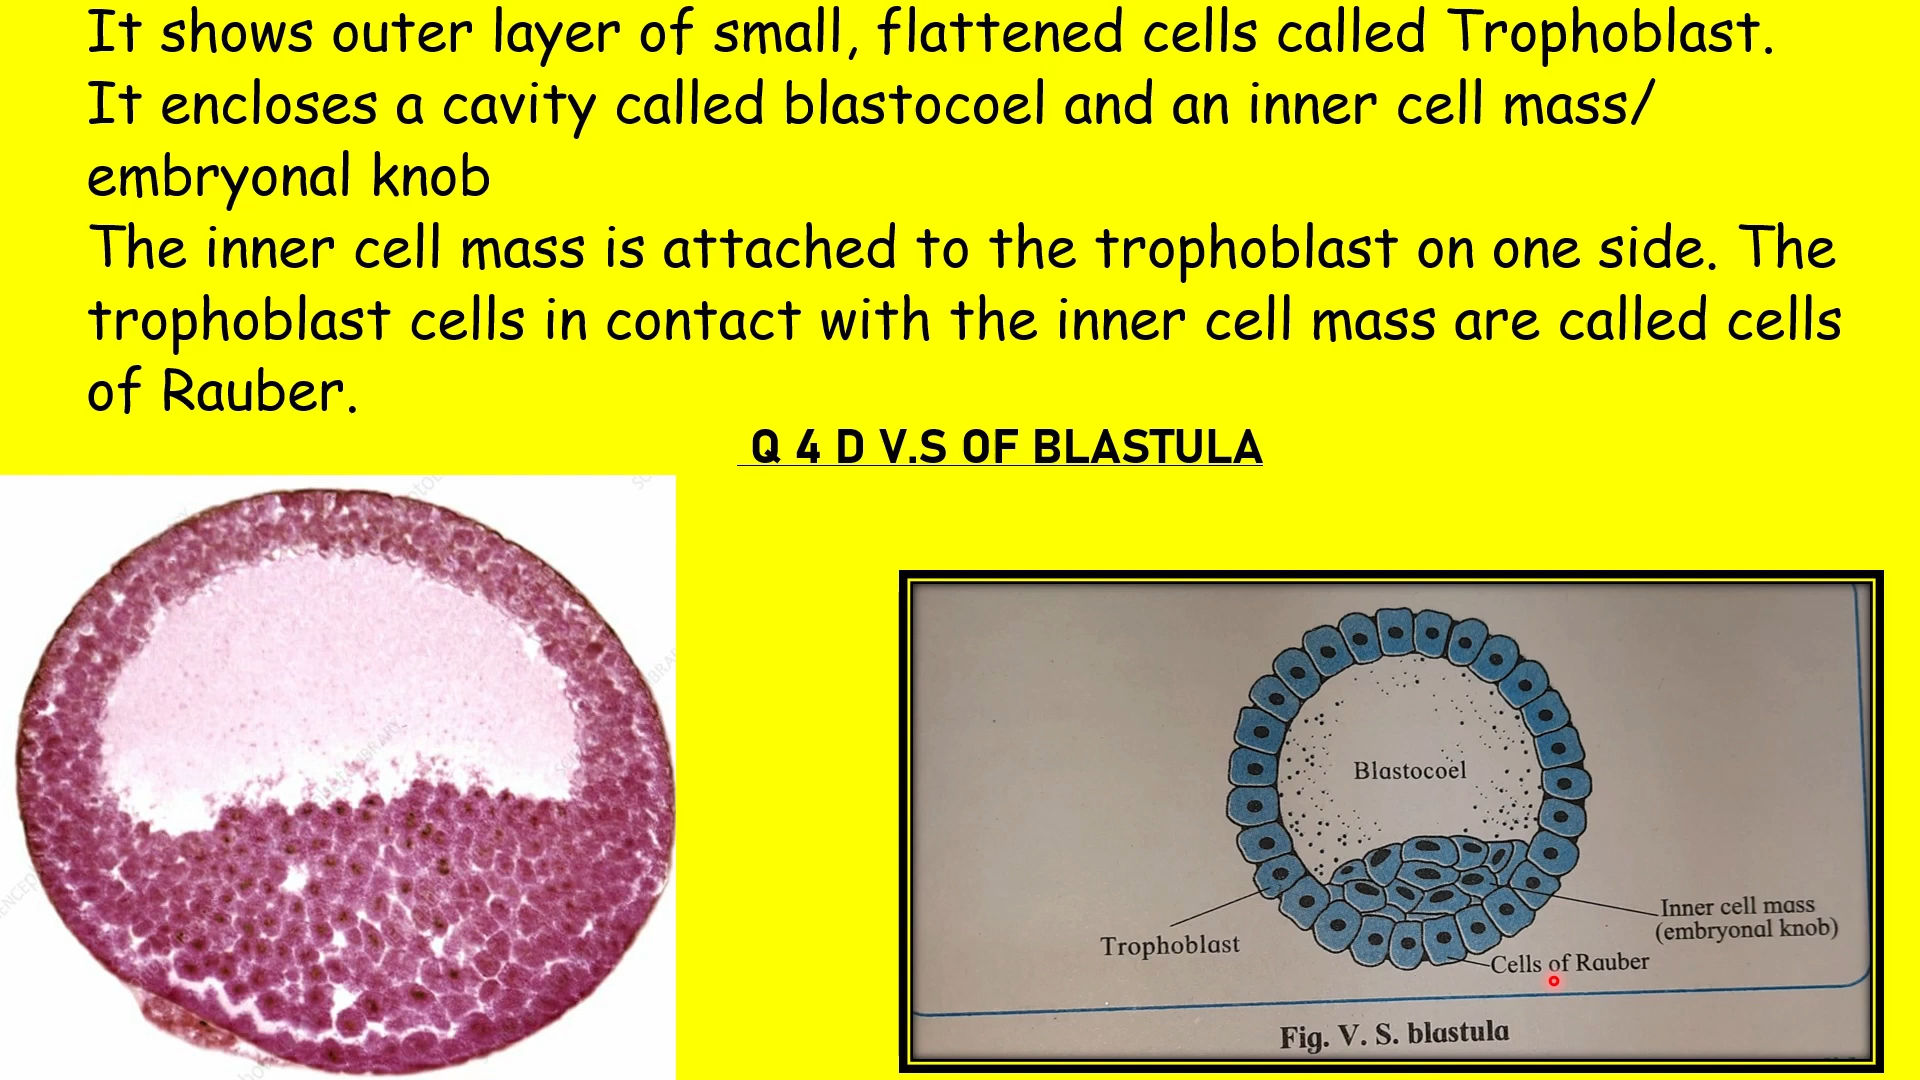 It shows outer layer of small, flattened cells called Trophoblast.
It encloses a cavity called blastocoel and an inner cell mass/
embryonal knob
The inner cell mass is attached to the trophoblast on one side. The
trophoblast cells in contact with the inner cell mass are called cells
of Rauber.
Q 4 D V.S OF BLASTULA
Blastocoel
Inner cell mass
(embryonal knob)
Trophoblast
Cells of Rauber
Fig. V. S. blastula